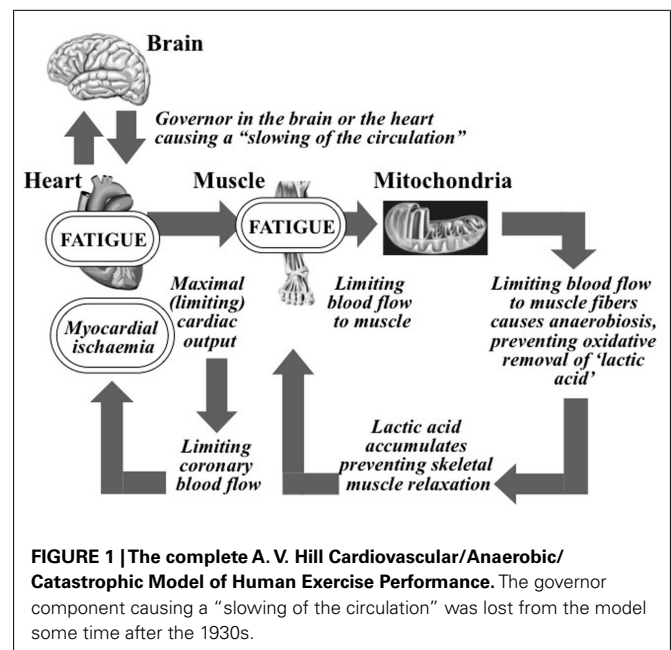 Brain
Governor in the brain or the heart
causing a “slowing of the circulation”
Heart
Muscle
Mitochondria
FATIGUE
FATIGUE
Maximal
(limiting)
cardiac
output
Limiting
blood flow
to muscle
Limiting blood flow
to muscle fibers
causes anaerobiosis,
preventing oxidative
removal of ‘lactic
acid’
Myocardial
ischaemia
Limiting
coronary
blood flow
Lactic acid
accumulates
preventing skeletal
muscle relaxation
FIGURE 1 | The complete A. V. Hill Cardiovascular/Anaerobic/
Catastrophic Model of Human Exercise Performance. The governor
component causing a “slowing of the circulation” was lost from the model
some time after the 1930s.